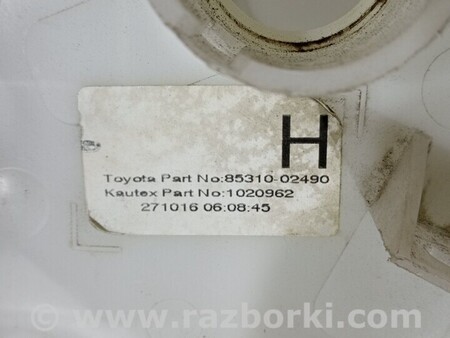 H
Toyota Part No:85310-02490
Kautex Part No:1020962
271016 06:08:45
© www.razborki.com